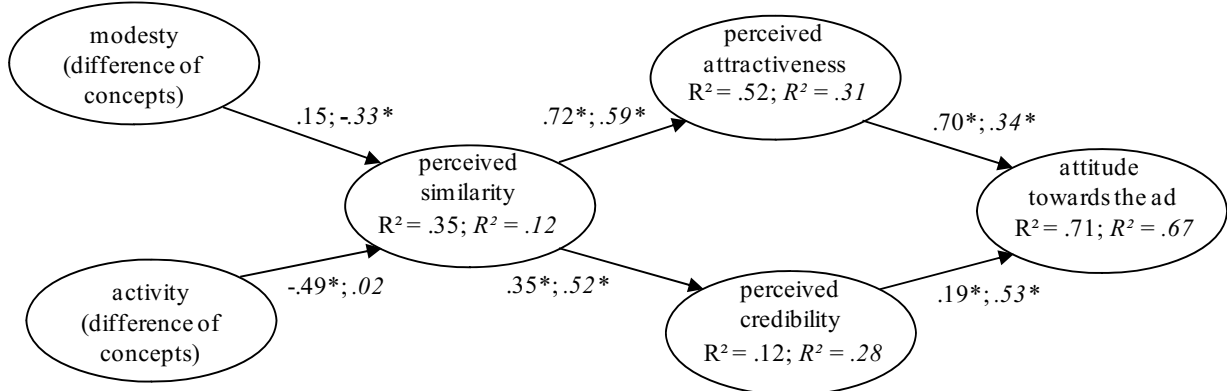 modesty
(difference of
concepts)
.15; -.33*
activity
(difference of
concepts)
-.49*; .02
perceived
similarity
R² = .35; R² = .12
.72*; .59*
.35*; .52*
perceived
attractiveness
R² = .52; R² = .31
perceived
credibility
R² = .12; R² = .28
.70*; .34*
.19*; .53*
attitude
towards the ad
R² = .71; R² = .67